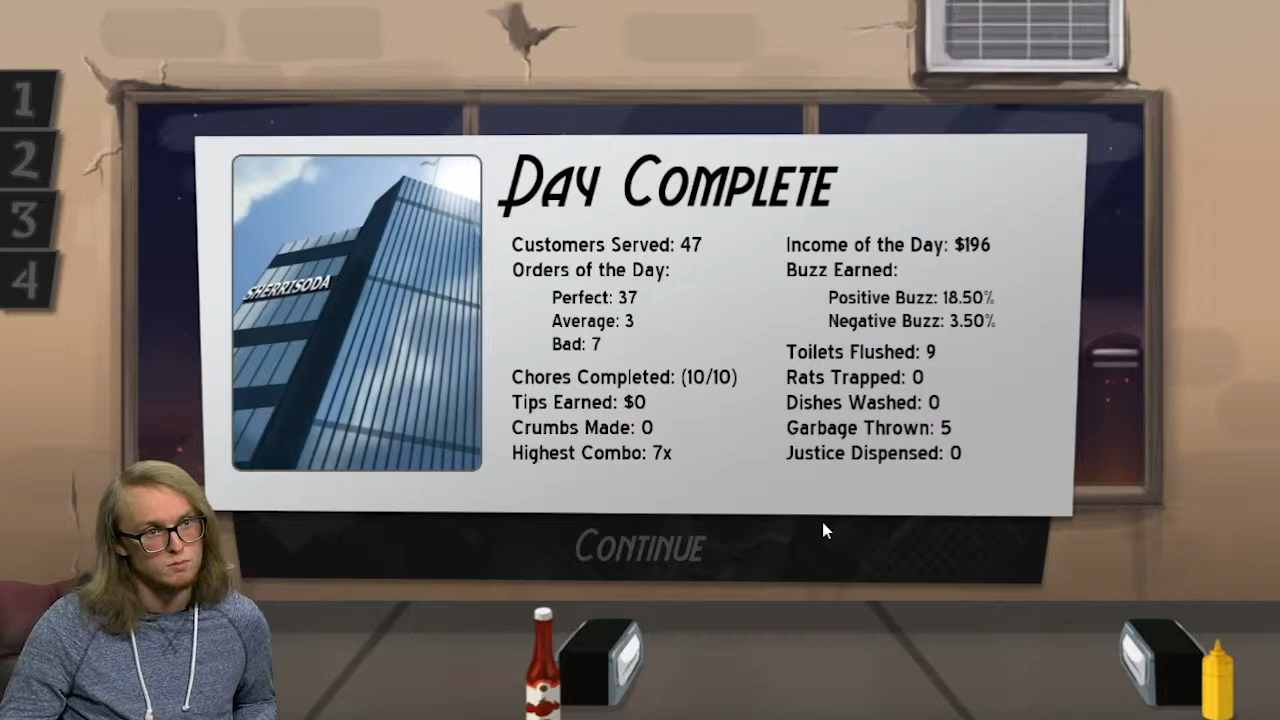 1
2
3
4
SHERRISODA
Day Complete
Customers Served: 47
Orders of the Day:
Perfect: 37
Average: 3
Bad: 7
Chores Completed: (10/10)
Tips Earned: $0
Crumbs Made: 0
Highest Combo: 7x
Income of the Day: $196
Buzz Earned:
Positive Buzz: 18.50%
Negative Buzz: 3.50%
Toilets Flushed: 9
Rats Trapped: 0
Dishes Washed: 0
Garbage Thrown: 5
Justice Dispensed: 0
Continue